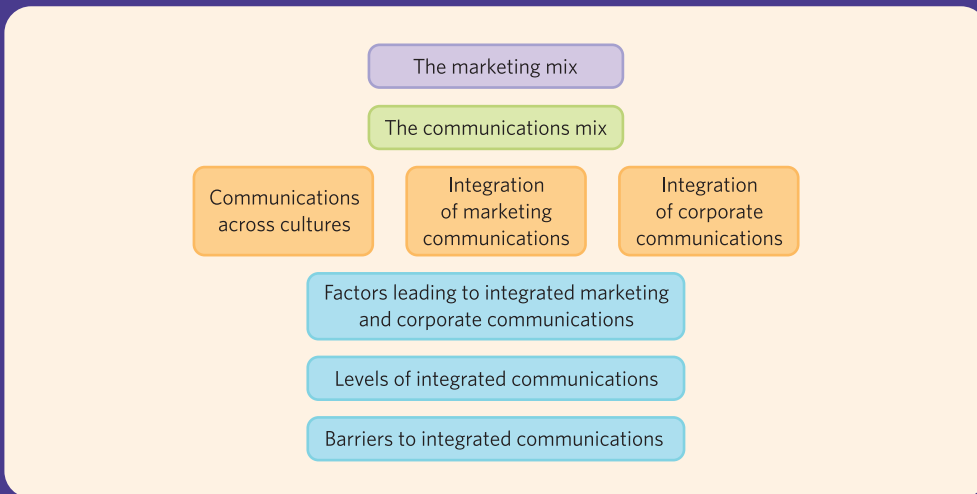 The marketing mix
The communications mix
Communications
across cultures
Integration
of marketing
communications
Integration
of corporate
communications
Factors leading to integrated marketing
and corporate communications
Levels of integrated communications
Barriers to integrated communications